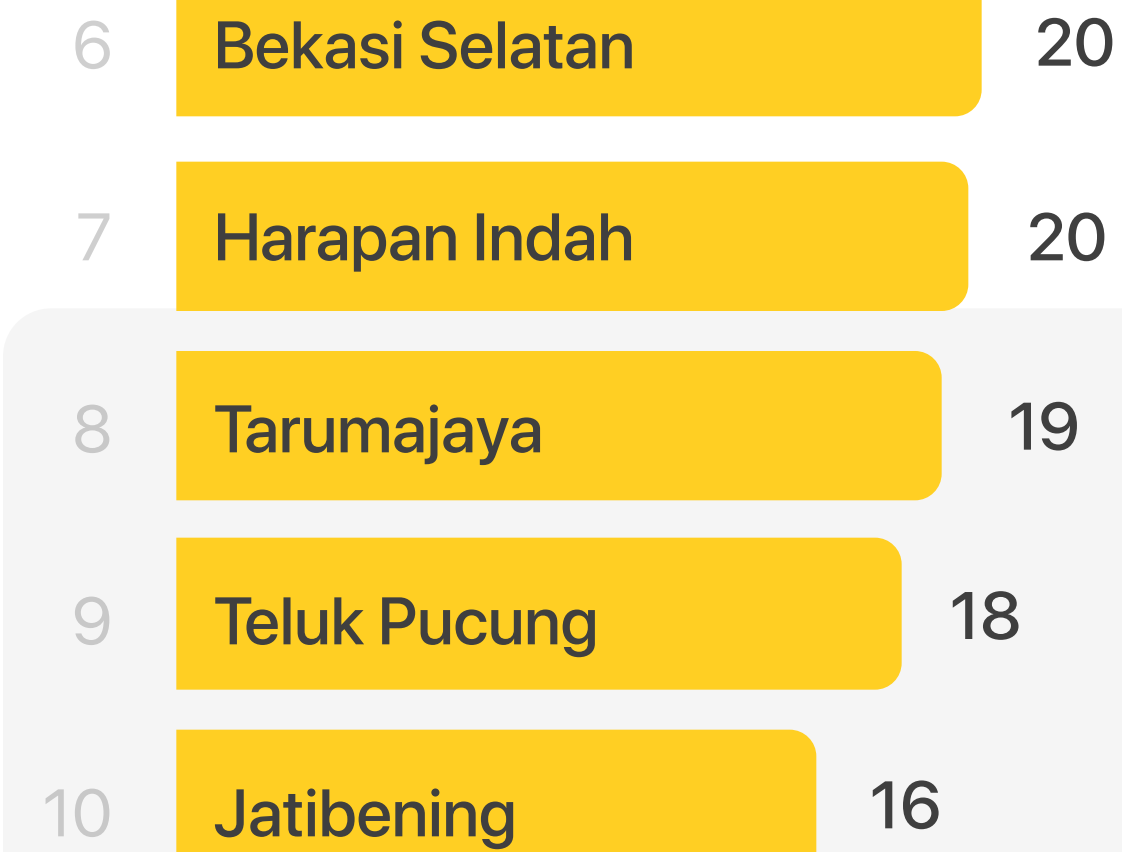 6 Bekasi Selatan 20
7 Harapan Indah 20
8 Tarumajaya 19
9 Teluk Pucung 18
10 Jatibening 16